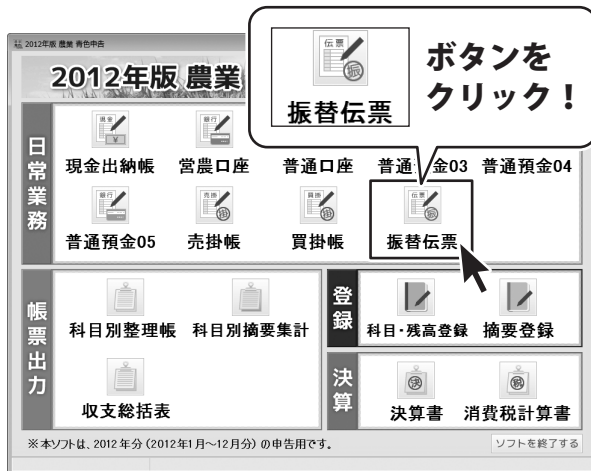 2012年版 農業 青色申告
2012年版 農業
伝票
振
振替伝票
ボタンを
クリック！
日常業務
現金
¥
現金出納帳
銀行
営農口座
普通口座
普通 金03
普通預金04
銀行
普通預金05
売掛
掛
売掛帳
買掛
掛
買掛帳
伝票
振
振替伝票
帳票出力
科目別整理帳
科目別摘要集計
収支総括表
登録
科目・残高登録
摘要登録
決算
決
決算書
税
消費税計算書
※本ソフトは、2012年分（2012年1月～12月分）の申告用です。
ソフトを終了する